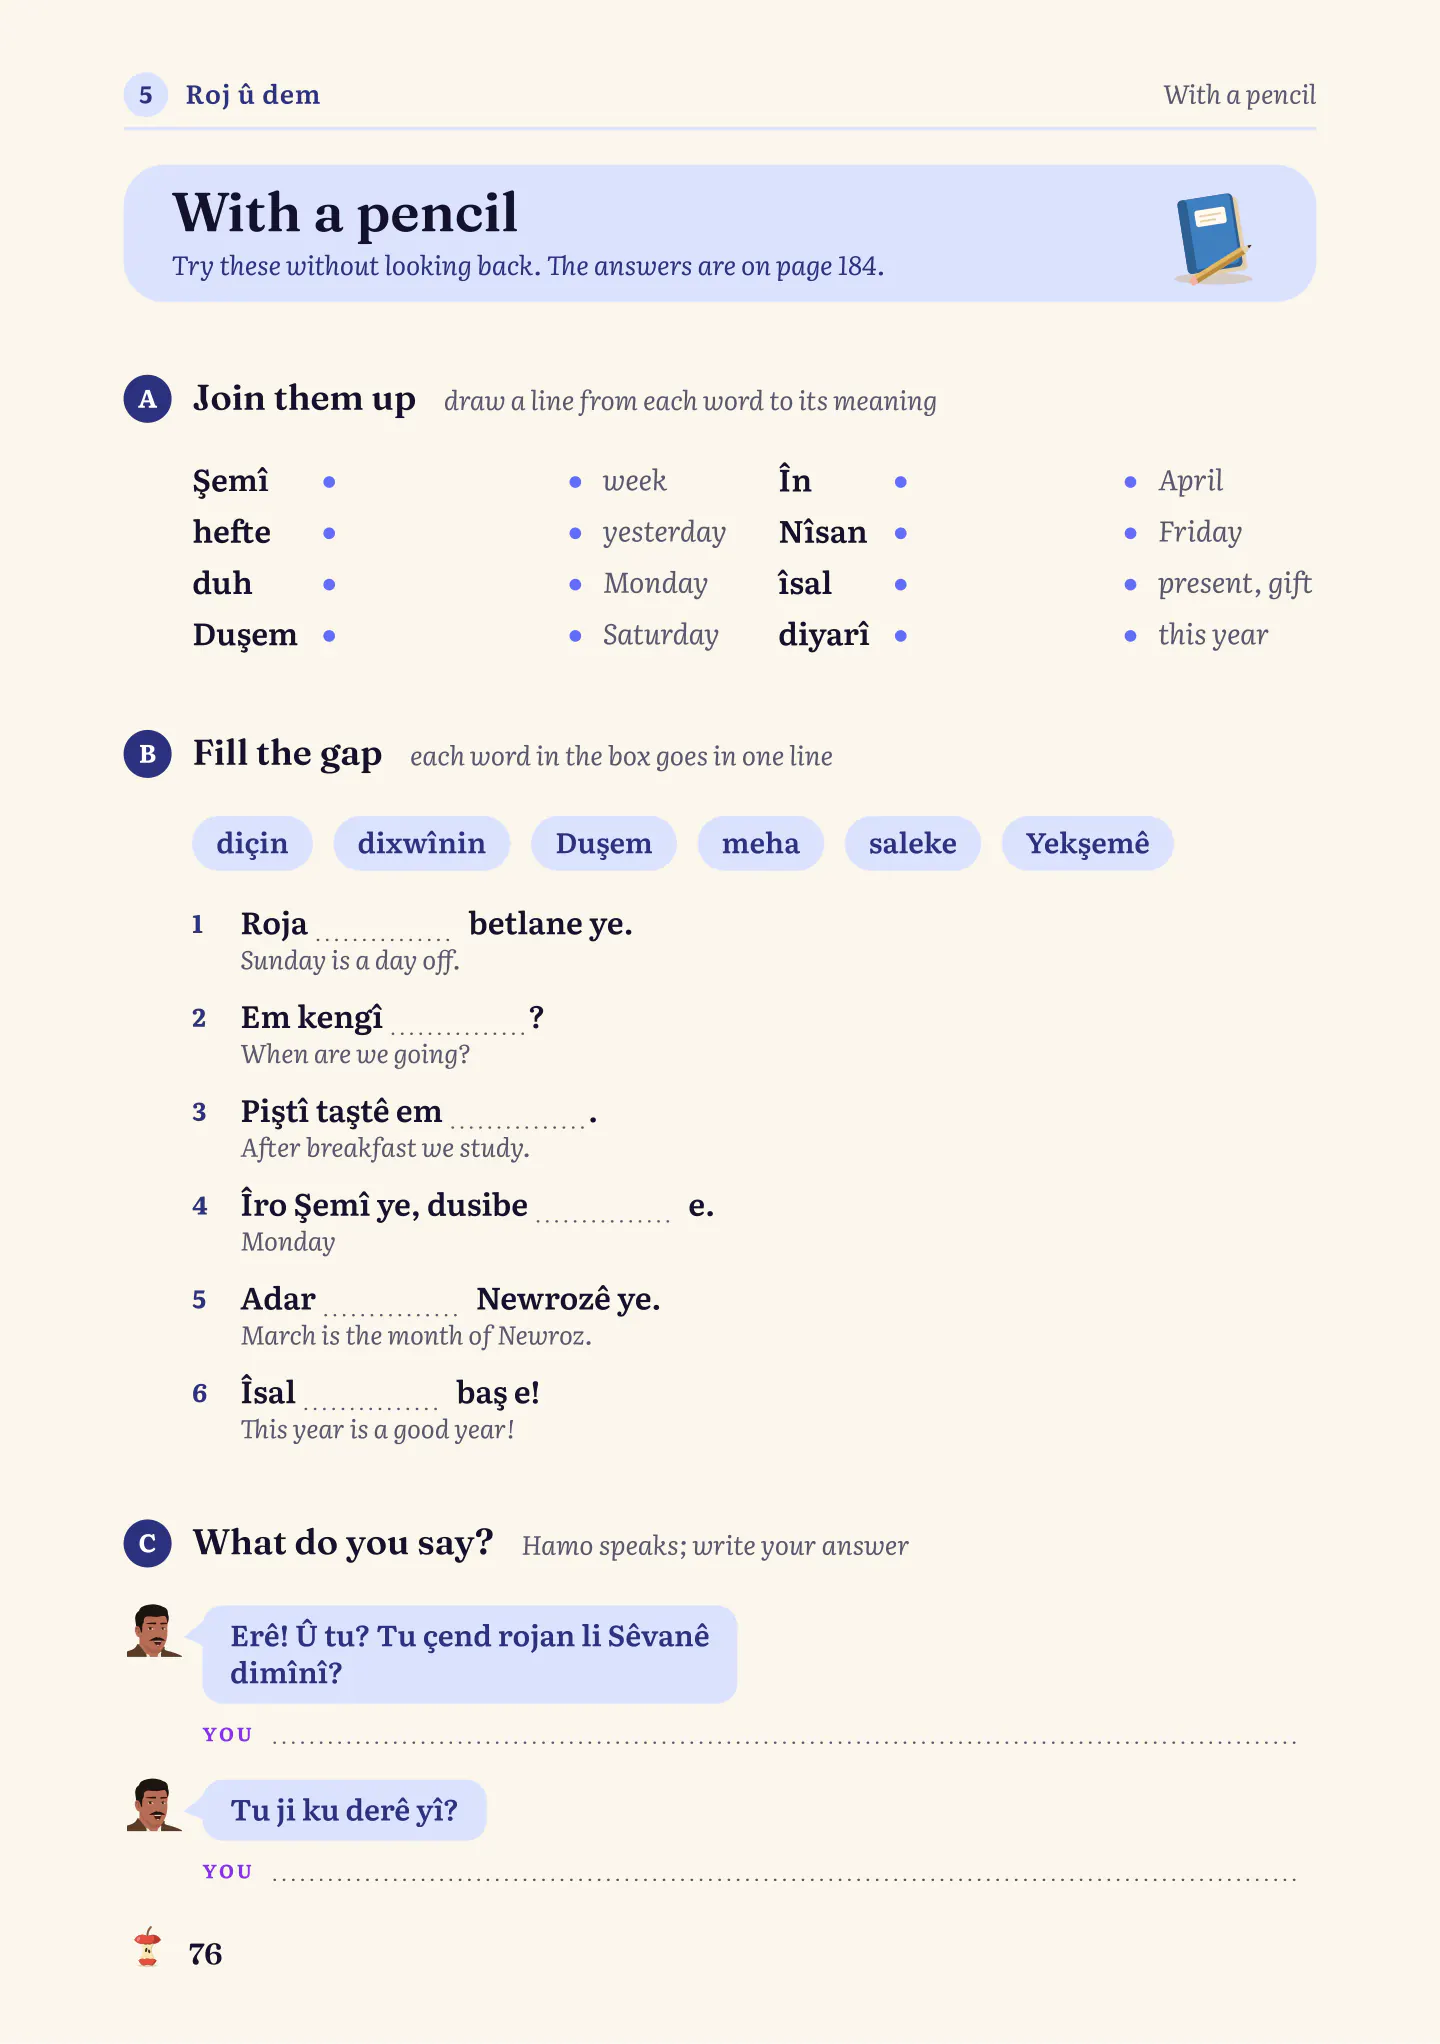 5 Roj û dem
With a pencil
With a pencil
Try these without looking back. The answers are on page 184.
A Join them up draw a line from each word to its meaning
Şemî • • week În • • April
hefte • • yesterday Nîsan • • Friday
duh • • Monday îsal • • present, gift
Duşem • • Saturday diyarî • • this year
B Fill the gap each word in the box goes in one line
diçin dixwînin Duşem meha saleke Yekşemê
1 Roja ............... betlane ye.
Sunday is a day off.
2 Em kengî ...............?
When are we going?
3 Piştî taştê em ...............
.
After breakfast we study.
4 Îro Şemî ye, dusibe ............... e.
Monday
5 Adar ............... Newrozê ye.
March is the month of Newroz.
6 Îsal ............... baş e!
This year is a good year!
C What do you say? Hamo speaks; write your answer
Erê! Û tu? Tu çend rojan li Sêvanê
dimînî?
YOU
Tu ji ku derê yî?
YOU
76